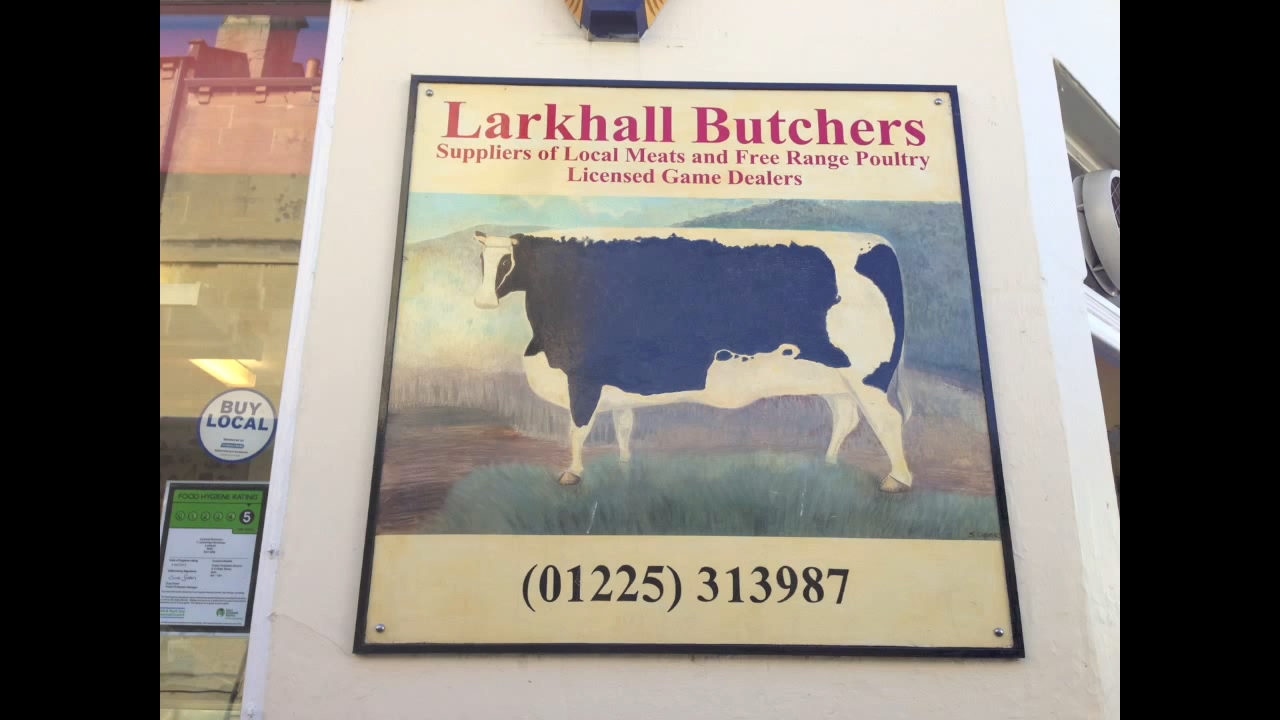 Larkhall Butchers
Suppliers of Local Meats and Free Range Poultry
Licensed Game Dealers
(01225) 313987
BUY
LOCAL
FOOD HYGIENE RATING
5